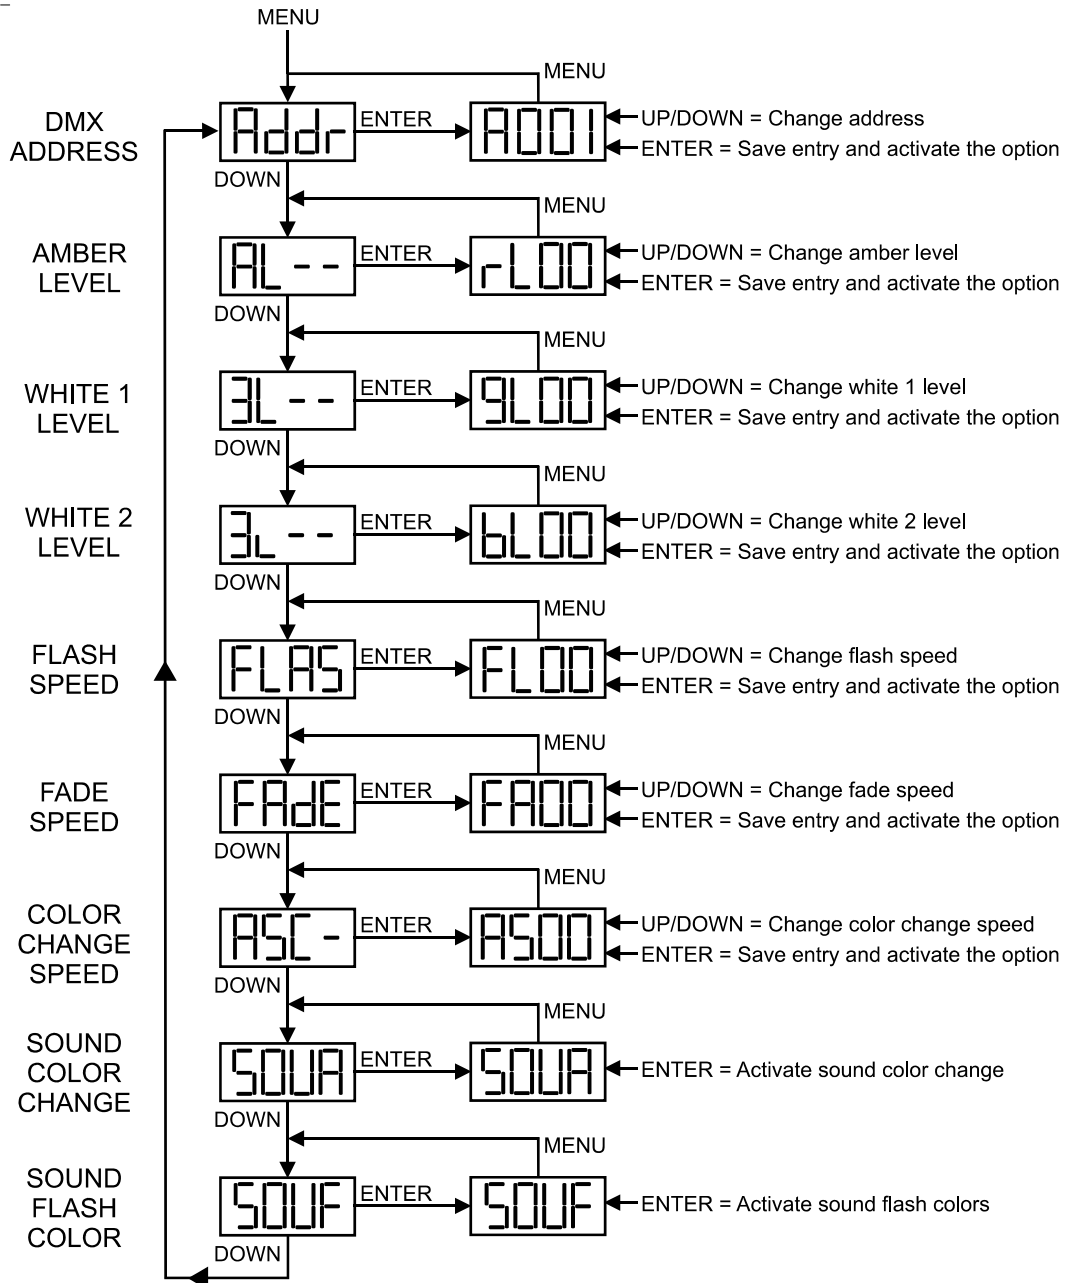 MENU
MENU
DMX
ADDRESS
Addr
ENTER
A001
UP/DOWN = Change address
ENTER = Save entry and activate the option
DOWN
MENU
AMBER
LEVEL
AL--
ENTER
rL00
UP/DOWN = Change amber level
ENTER = Save entry and activate the option
DOWN
MENU
WHITE 1
LEVEL
3L--
ENTER
gL00
UP/DOWN = Change white 1 level
ENTER = Save entry and activate the option
DOWN
MENU
WHITE 2
LEVEL
3L--
ENTER
bL00
UP/DOWN = Change white 2 level
ENTER = Save entry and activate the option
DOWN
MENU
FLASH
SPEED
FLAS
ENTER
FL00
UP/DOWN = Change flash speed
ENTER = Save entry and activate the option
DOWN
MENU
FADE
SPEED
FAdE
ENTER
FA00
UP/DOWN = Change fade speed
ENTER = Save entry and activate the option
DOWN
MENU
COLOR
CHANGE
SPEED
ASC-
ENTER
AS00
UP/DOWN = Change color change speed
ENTER = Save entry and activate the option
DOWN
MENU
SOUND
COLOR
CHANGE
SOUA
ENTER
SOUA
ENTER = Activate sound color change
DOWN
MENU
SOUND
FLASH
COLOR
SOUF
ENTER
SOUF
ENTER = Activate sound flash colors
DOWN